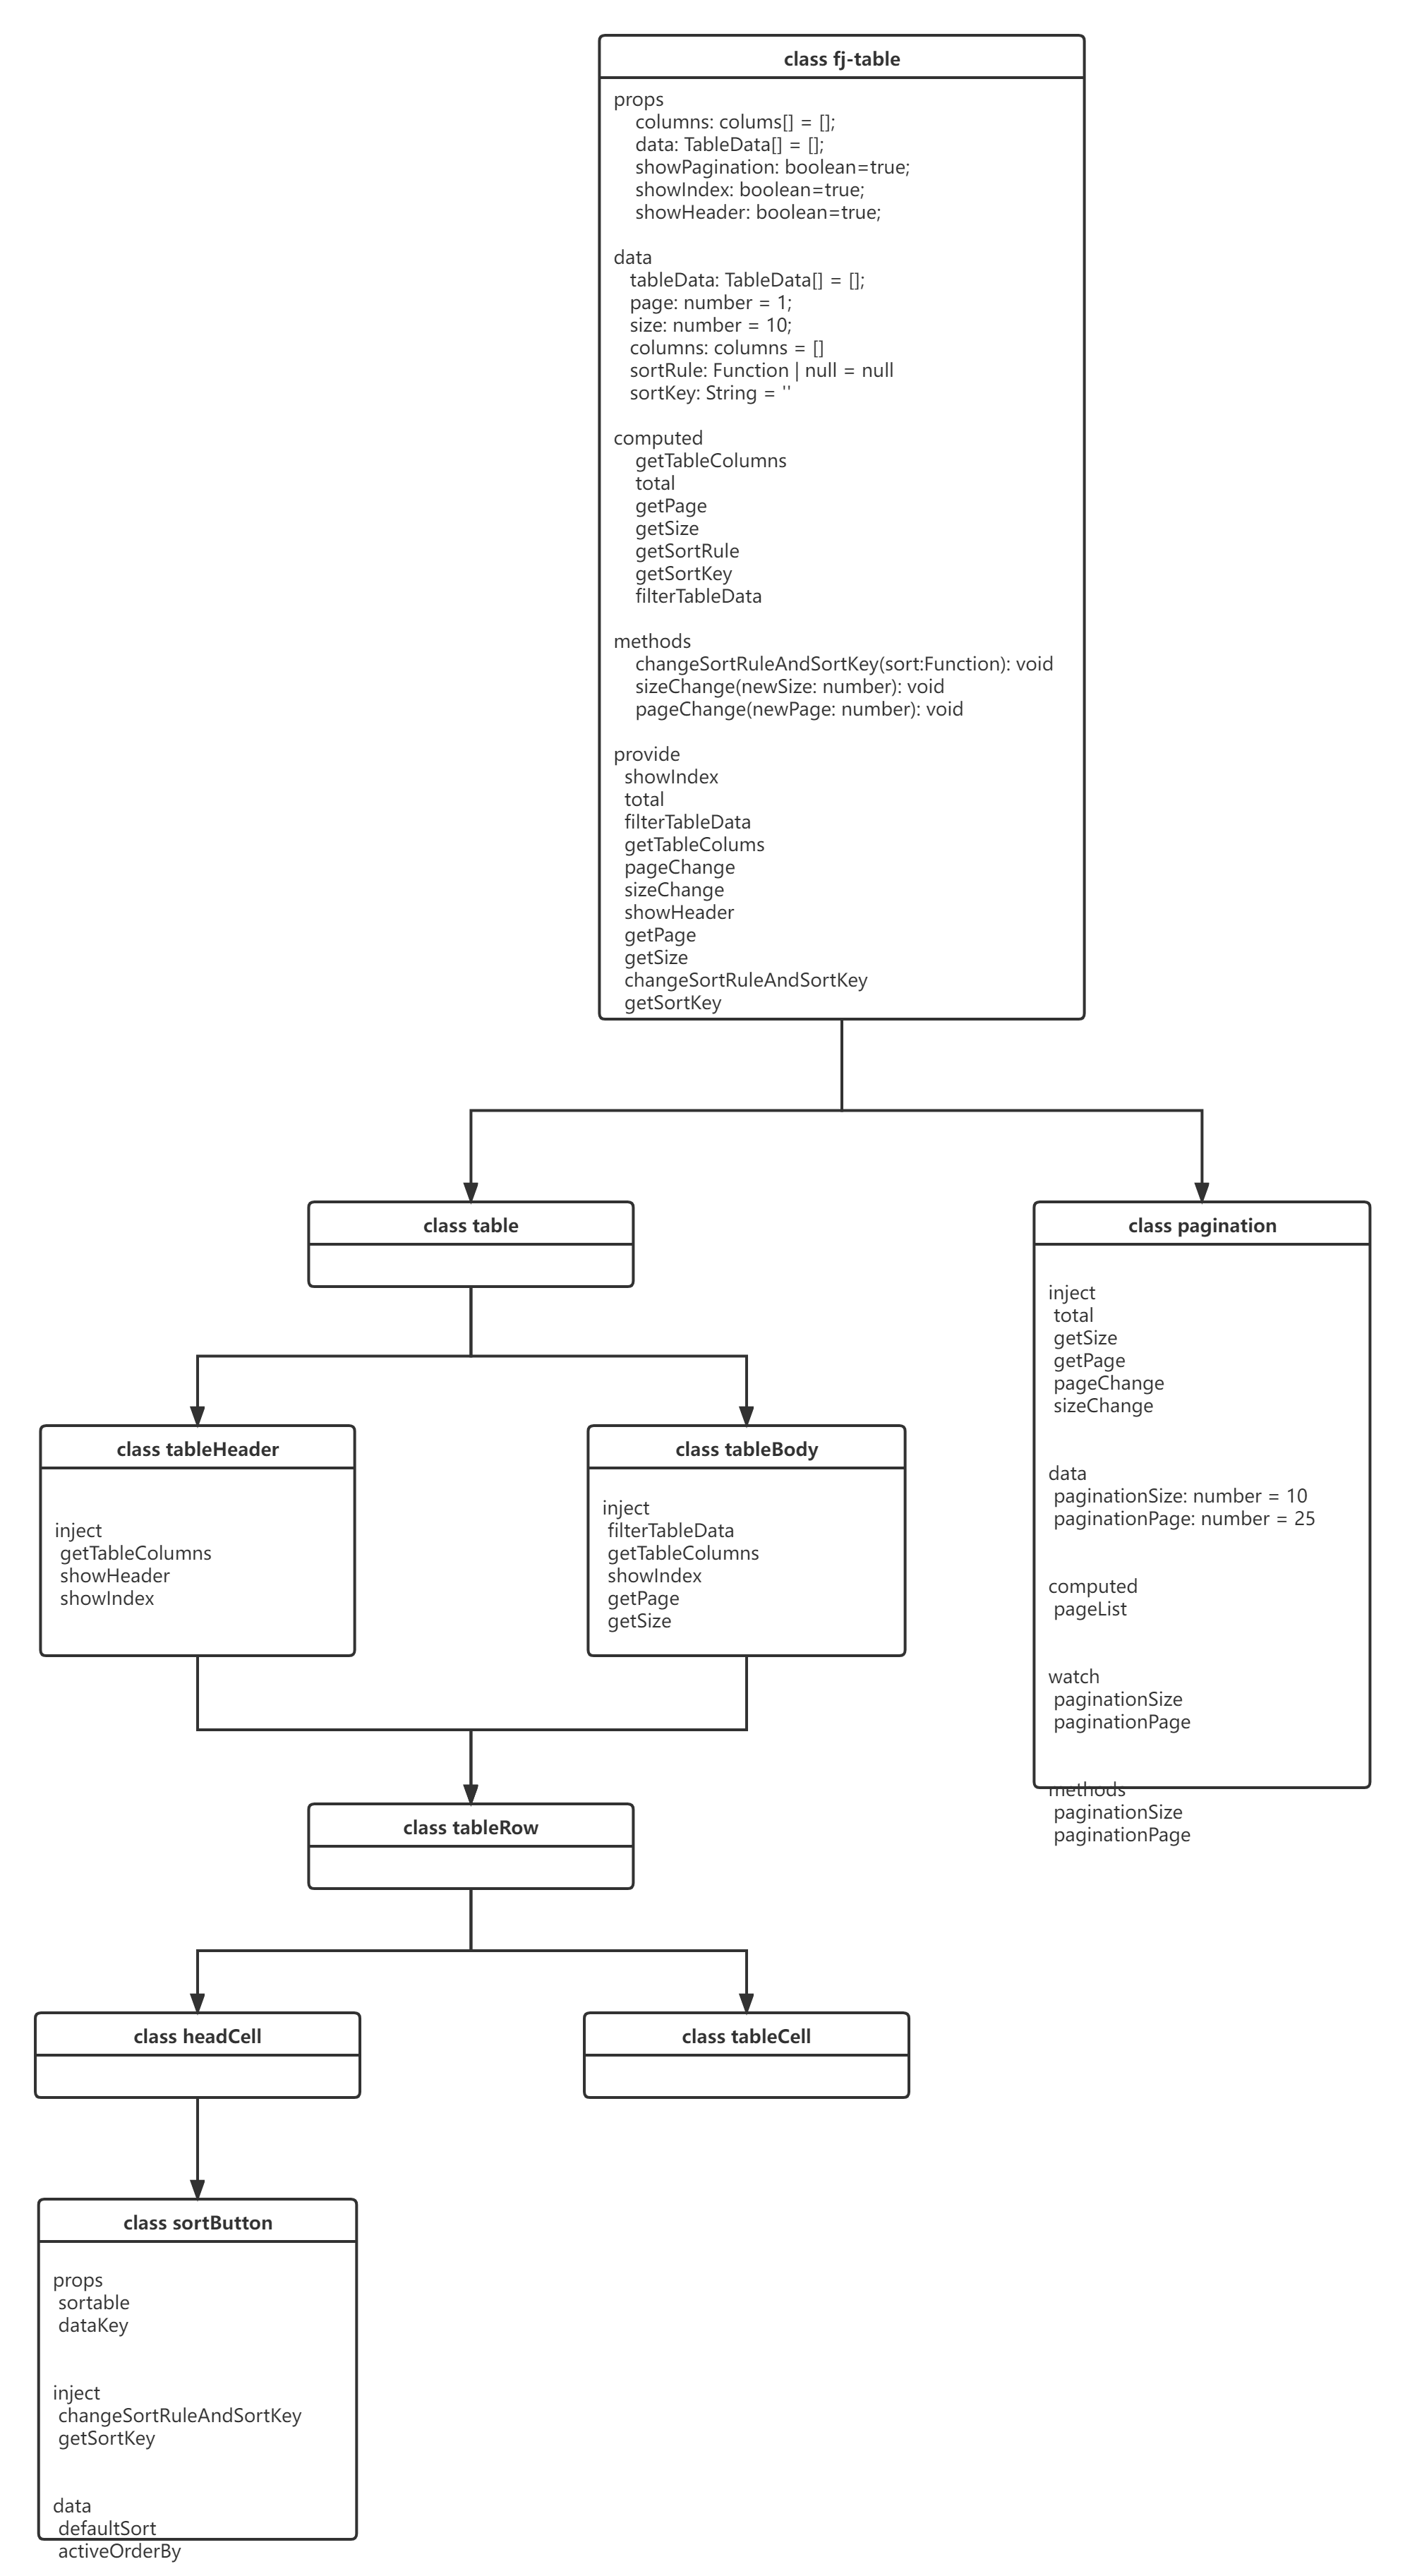 class fj-table
props
columns: colums[] = [];
data: TableData[] = [];
showPagination: boolean=true;
showIndex: boolean=true;
showHeader: boolean=true;
data
tableData: TableData[] = [];
page: number = 1;
size: number = 10;
columns: columns = []
sortRule: Function | null = null
sortKey: String = ''
computed
getTableColumns
total
getPage
getSize
getSortRule
getSortKey
filterTableData
methods
changeSortRuleAndSortKey(sort:Function): void
sizeChange(newSize: number): void
pageChange(newPage: number): void
provide
showIndex
total
filterTableData
getTableColums
pageChange
sizeChange
showHeader
getPage
getSize
changeSortRuleAndSortKey
getSortKey
class table
class pagination
inject
total
getSize
getPage
pageChange
sizeChange
data
paginationSize: number = 10
paginationPage: number = 25
computed
pageList
watch
paginationSize
paginationPage
methods
paginationSize
paginationPage
class tableHeader
inject
getTableColumns
showHeader
showIndex
class tableBody
inject
filterTableData
getTableColumns
showIndex
getPage
getSize
class tableRow
class headCell
class tableCell
class sortButton
props
sortable
dataKey
inject
changeSortRuleAndSortKey
getSortKey
data
defaultSort
activeOrderBy